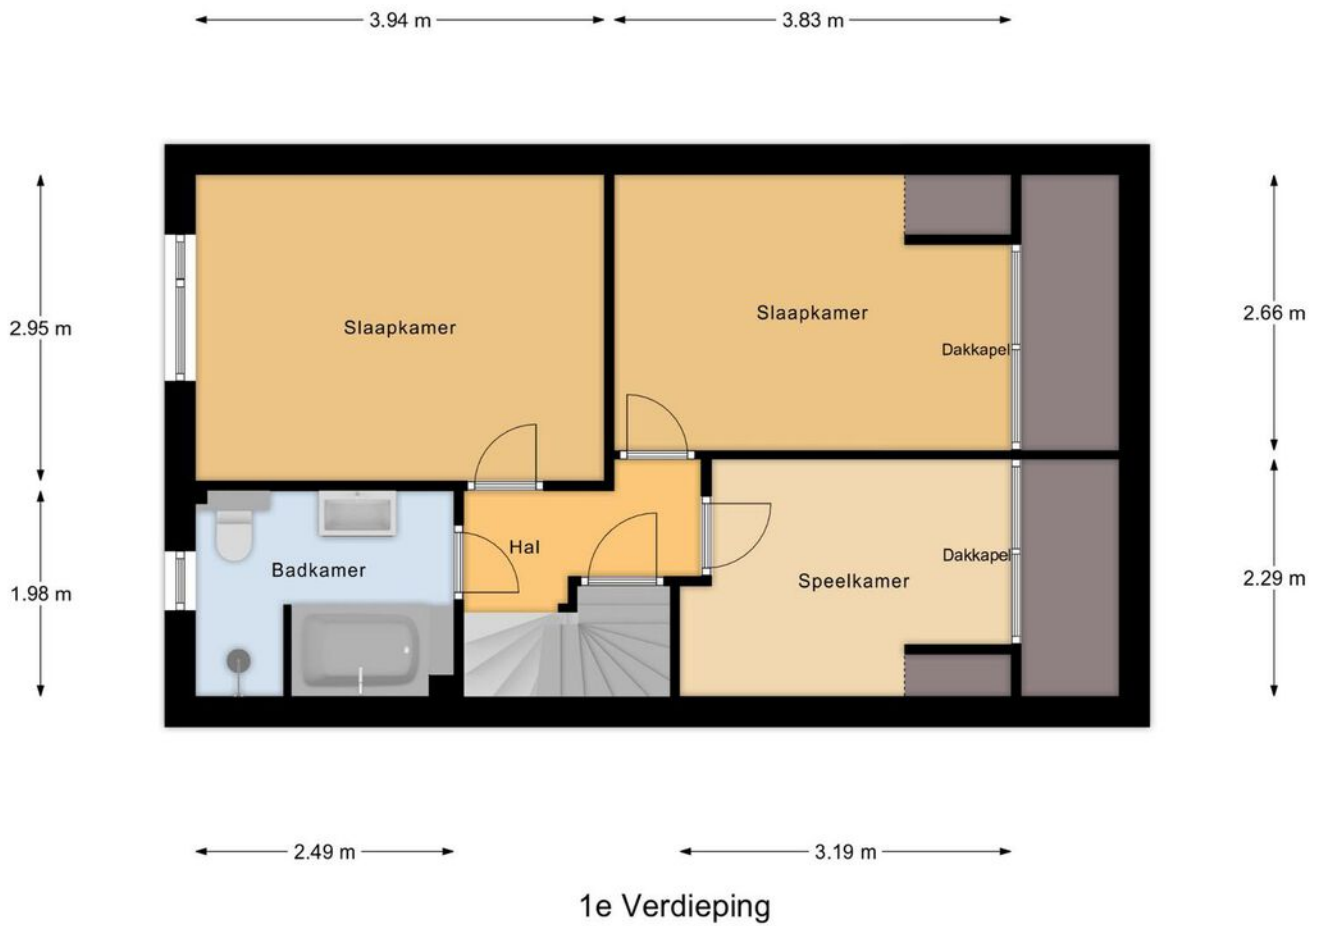 3.94 m
3.83 m
2.95 m
Slaapkamer
Slaapkamer
2.66 m
Dakkapel
Hal
Dakkapel
Badkamer
Speelkamer
2.29 m
1.98 m
2.49 m
3.19 m
1e Verdieping